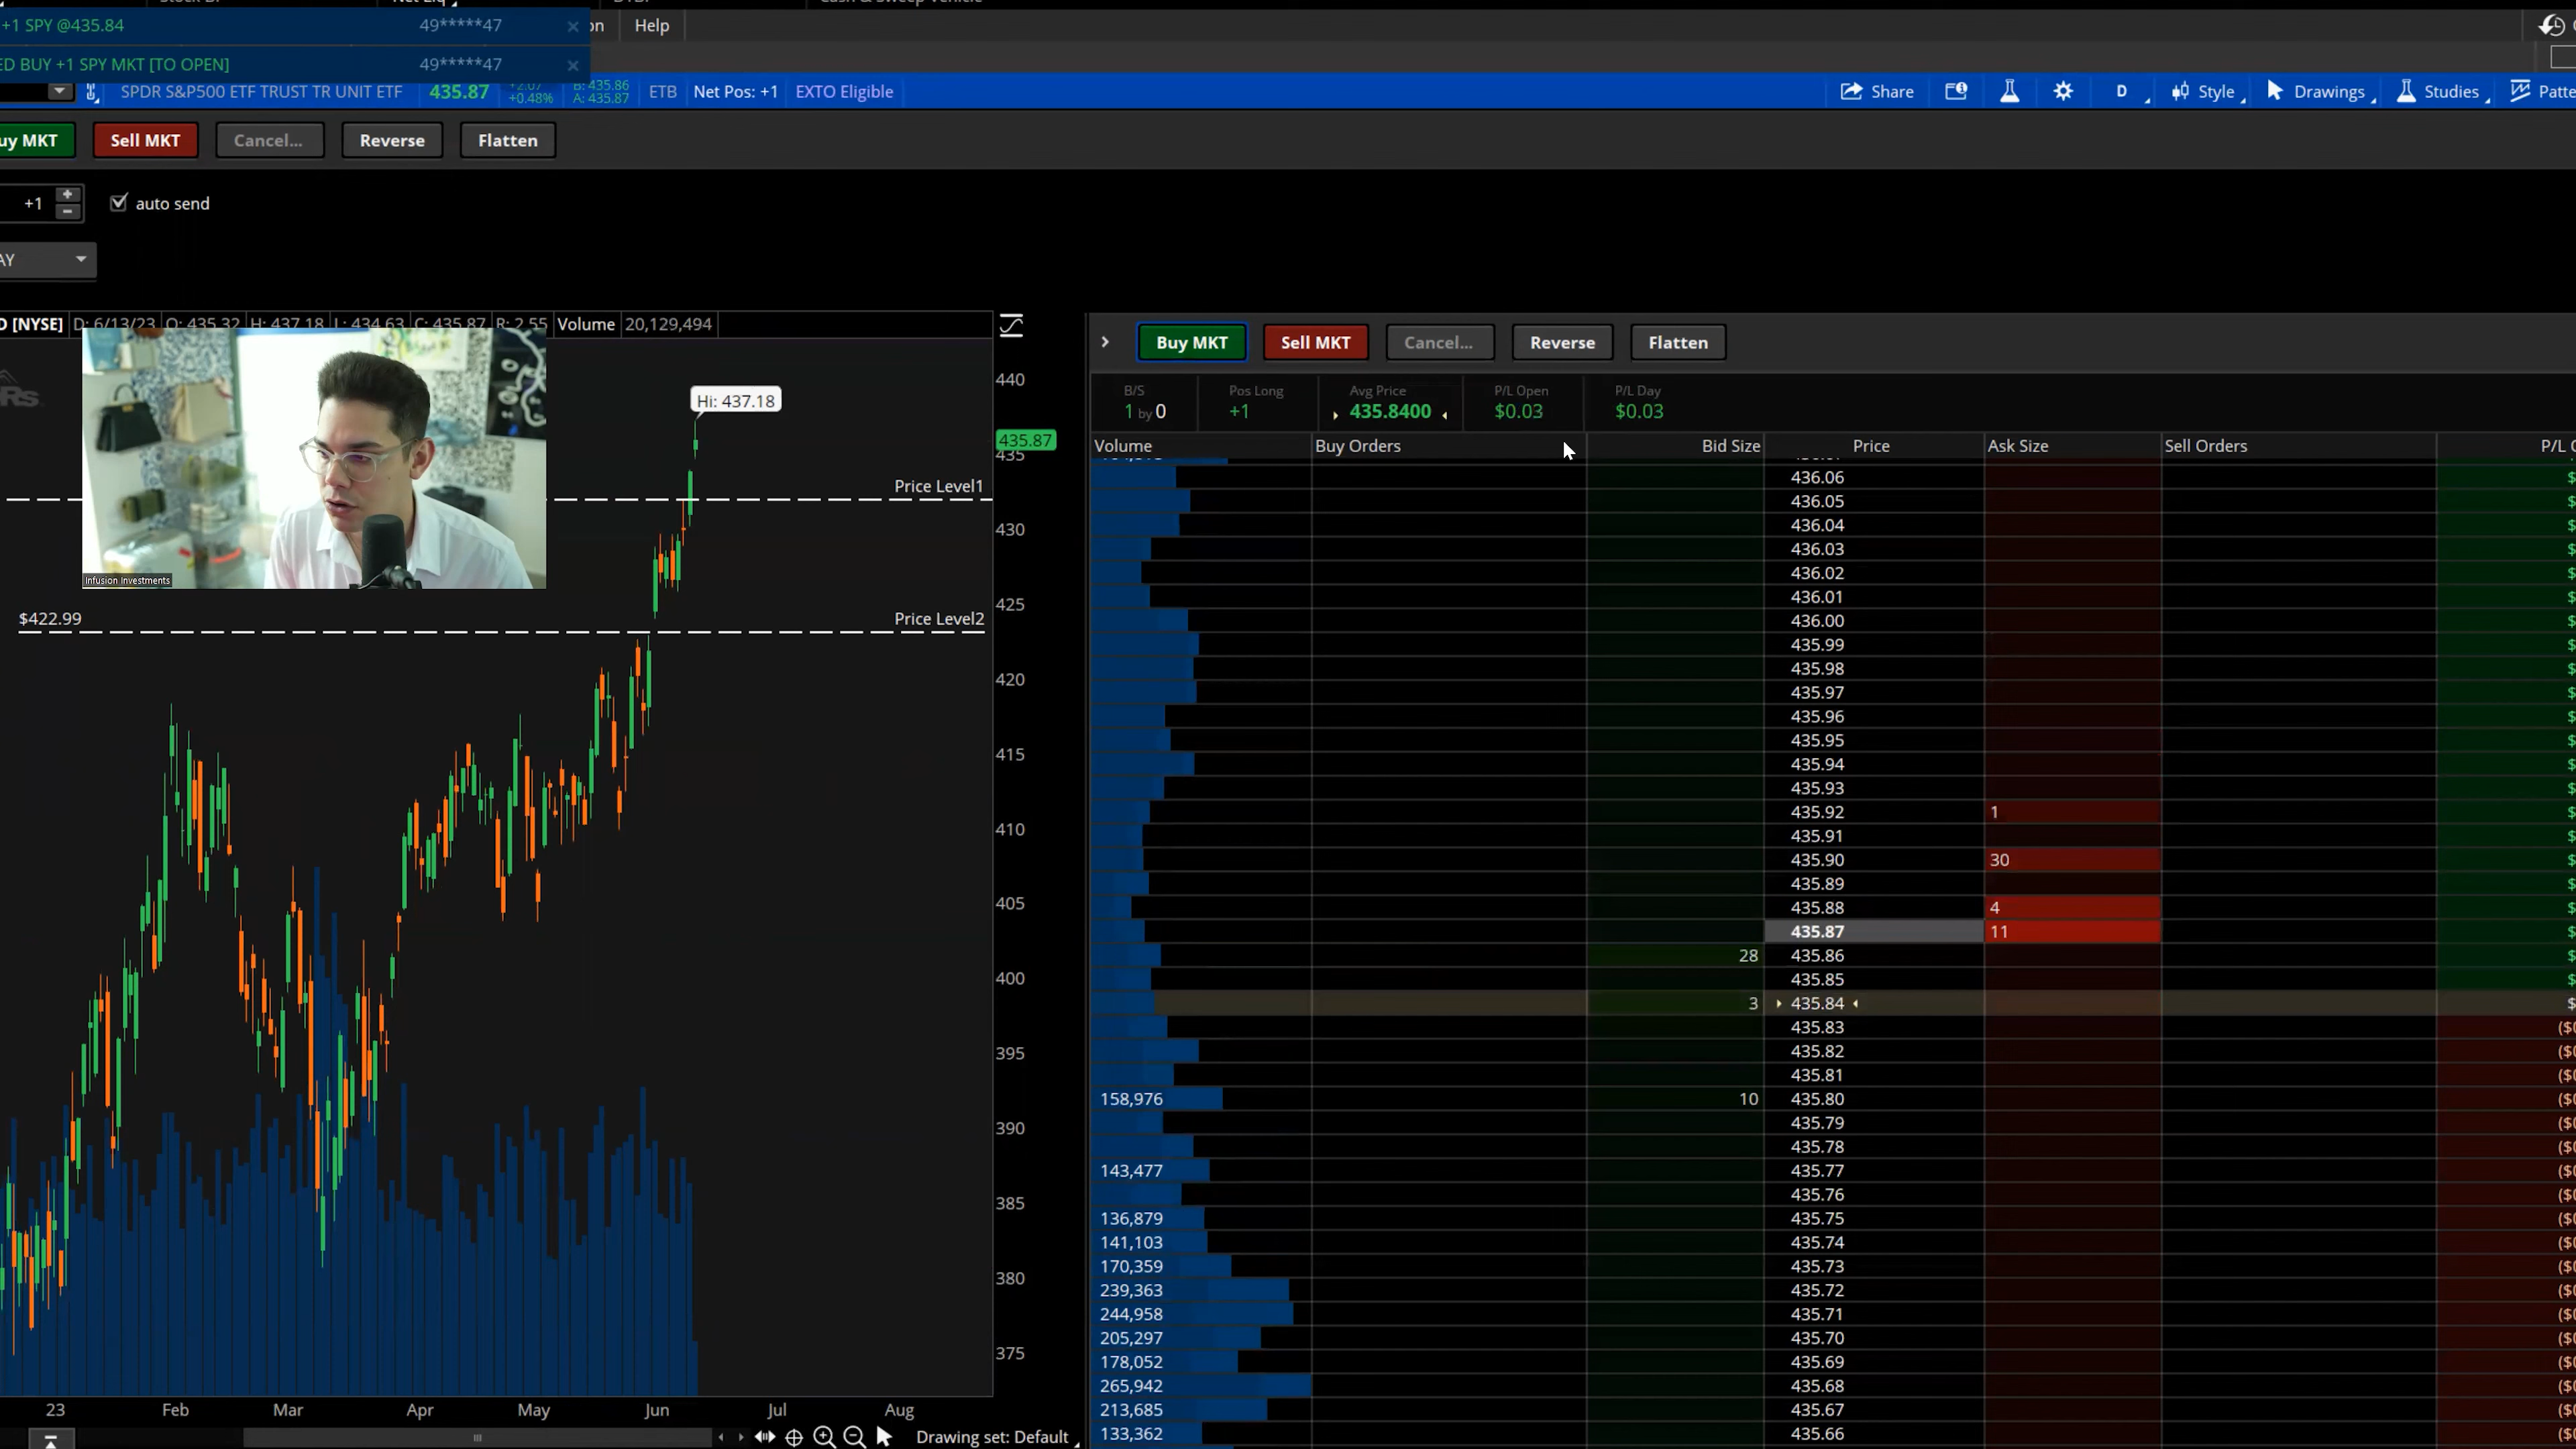 +1 SPY @435.84 49*****47
ED BUY +1 SPY MKT [TO OPEN] 49*****47
Help
SPDR S&P500 ETF TRUST TR UNIT ETF 435.87 +2.07 +0.48% B: 435.86 A: 435.87 ETB Net Pos: +1 EXTO Eligible Share D Style Drawings Studies Patte
uy MKT Sell MKT Cancel... Reverse Flatten
+1 auto send
AY
D [NYSE] D: 6/13/23 O: 435.32 H: 437.18 L: 434.63 C: 435.87 R: 2.55 Volume 20,129,494
Infusion Investments
Hi: 437.18
Price Level1
$422.99 Price Level2
440
435.87
435
430
425
420
415
410
405
400
395
390
385
380
375
23 Feb Mar Apr May Jun Jul Aug
Drawing set: Default
Buy MKT Sell MKT Cancel... Reverse Flatten
B/S Pos Long Avg Price P/L Open P/L Day
1 by 0 +1 435.8400 $0.03 $0.03
Volume Buy Orders Bid Size Price Ask Size Sell Orders P/L
436.06 $
436.05 $
436.04 $
436.03 $
436.02 $
436.01 $
436.00 $
435.99 $
435.98 $
435.97 $
435.96 $
435.95 $
435.94 $
435.93 $
435.92 1 $
435.91 $
435.90 30 $
435.89 $
435.88 4 $
435.87 11 $
28 435.86 $
435.85 $
3 435.84 $
435.83 ($
435.82 ($
435.81 ($
158,976 10 435.80 ($
435.79 ($
435.78 ($
143,477 435.77 ($
435.76 ($
136,879 435.75 ($
141,103 435.74 ($
170,359 435.73 ($
239,363 435.72 ($
244,958 435.71 ($
205,297 435.70 ($
178,052 435.69 ($
265,942 435.68 ($
213,685 435.67 ($
133,362 435.66 ($